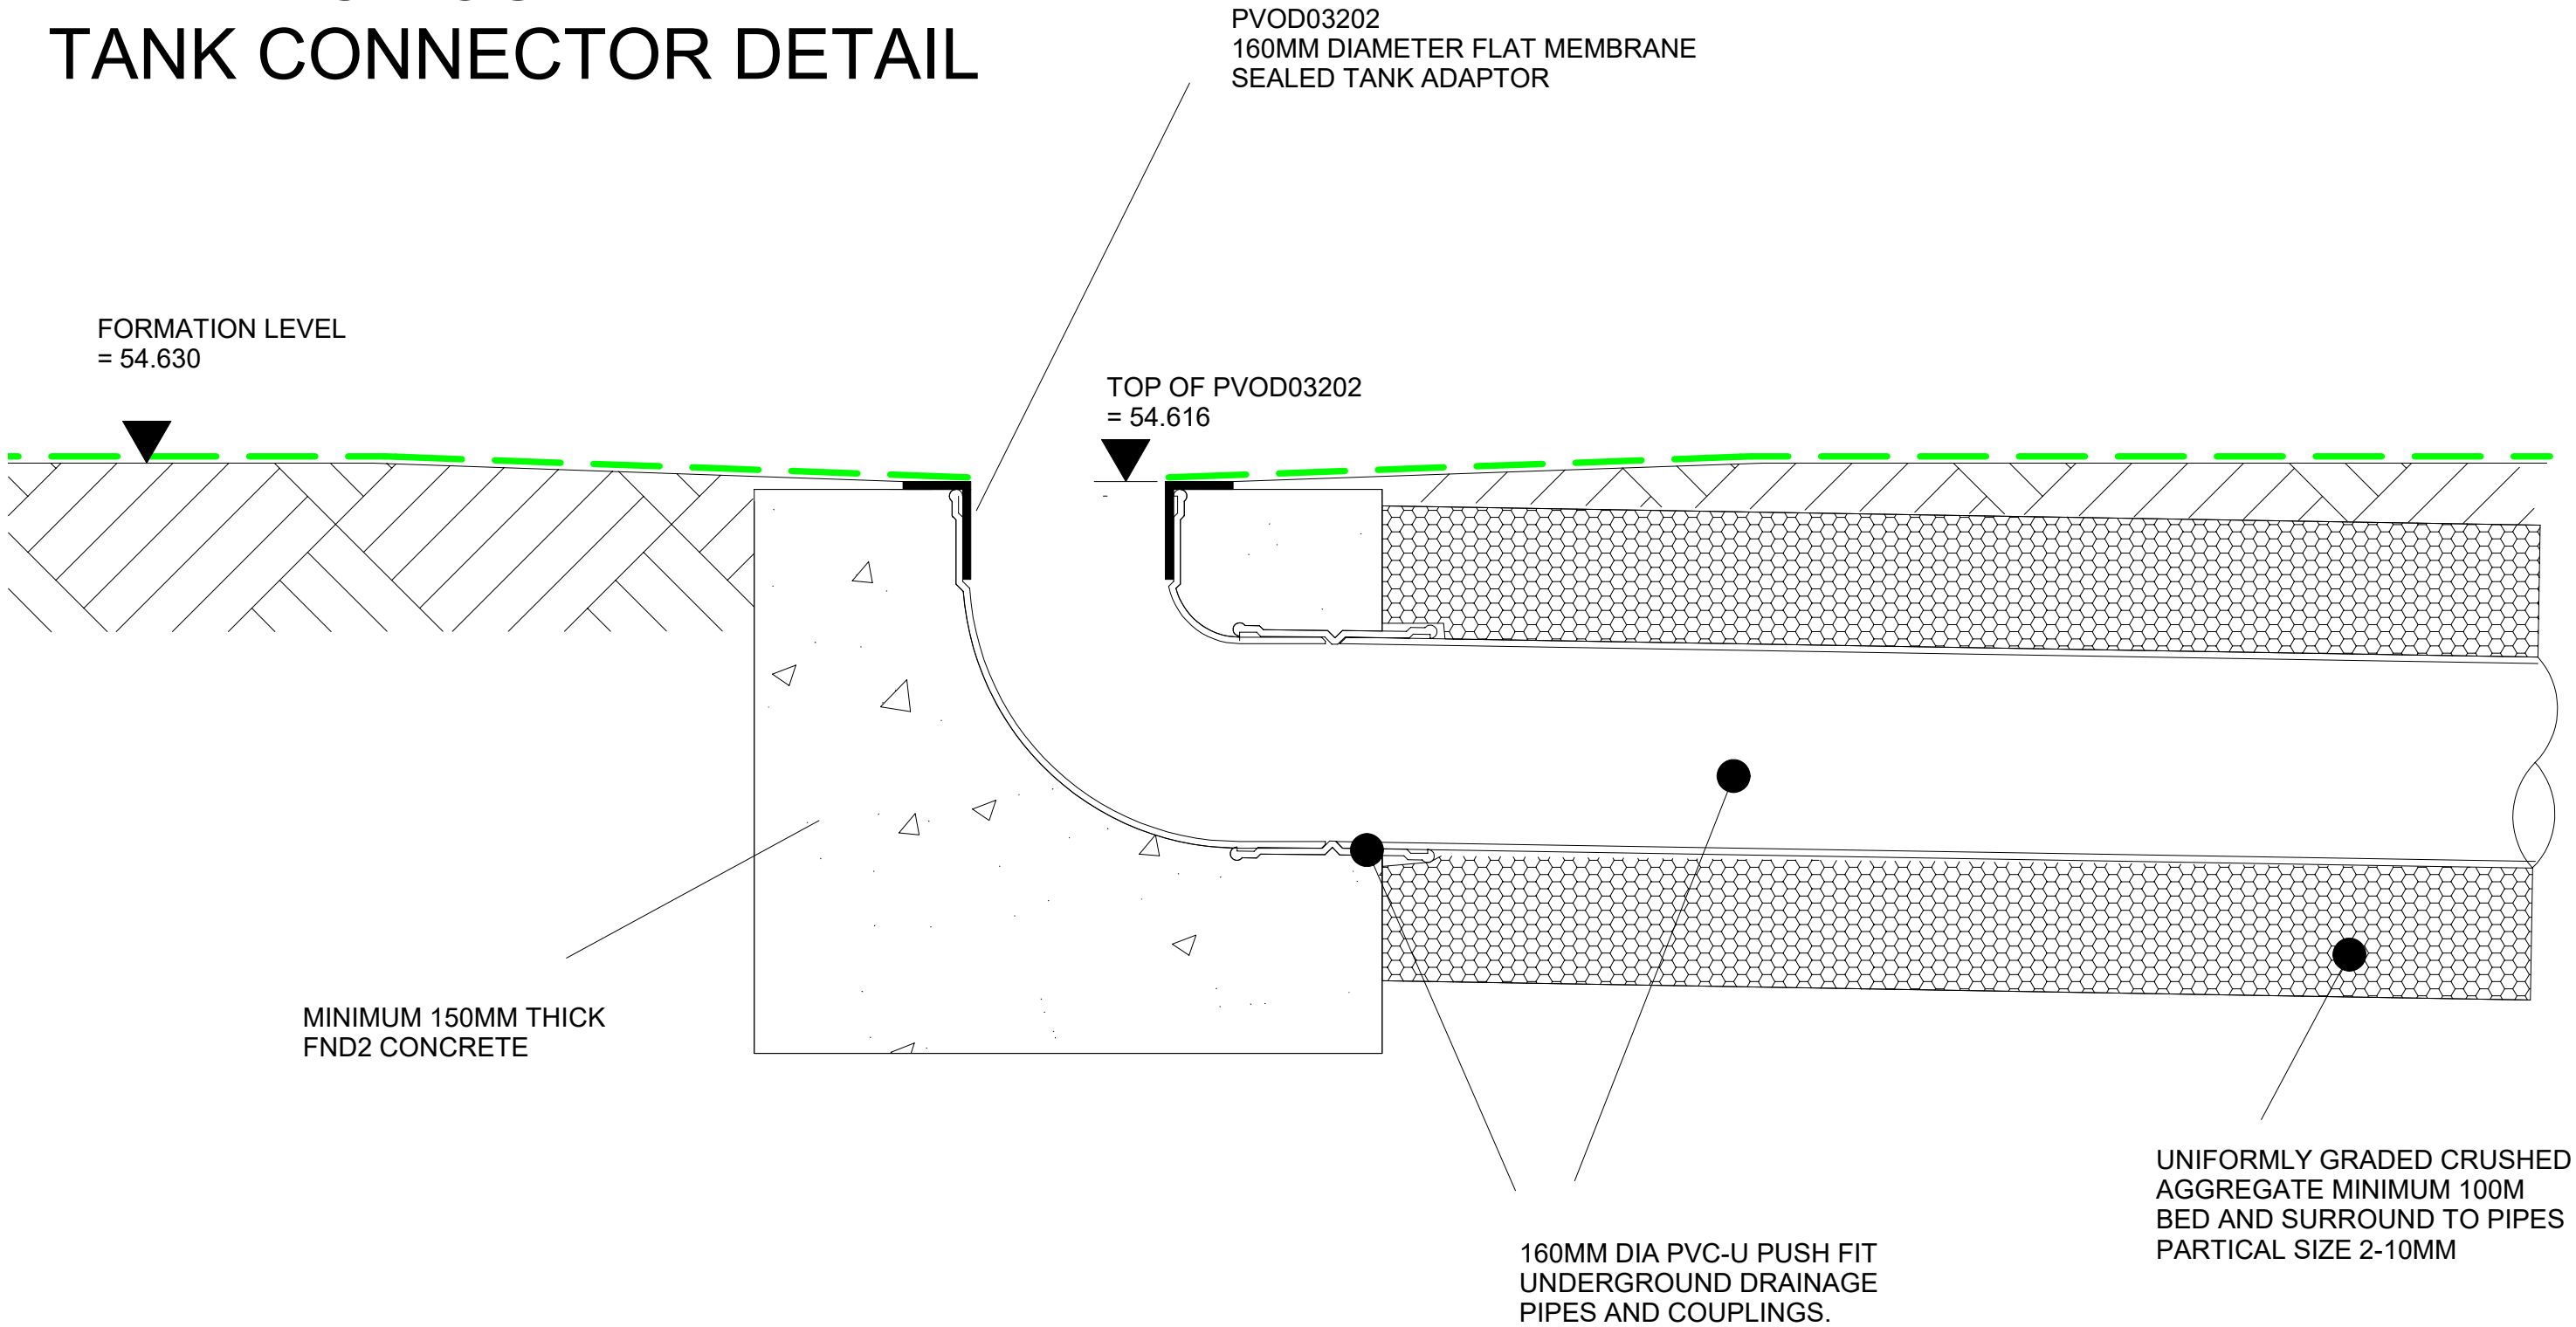 TANK CONNECTOR DETAIL
PVOD03202
160MM DIAMETER FLAT MEMBRANE
SEALED TANK ADAPTOR
FORMATION LEVEL
= 54.630
TOP OF PVOD03202
= 54.616
-
MINIMUM 150MM THICK
FND2 CONCRETE
160MM DIA PVC-U PUSH FIT
UNDERGROUND DRAINAGE
PIPES AND COUPLINGS.
UNIFORMLY GRADED CRUSHED
AGGREGATE MINIMUM 100M
BED AND SURROUND TO PIPES
PARTICAL SIZE 2-10MM